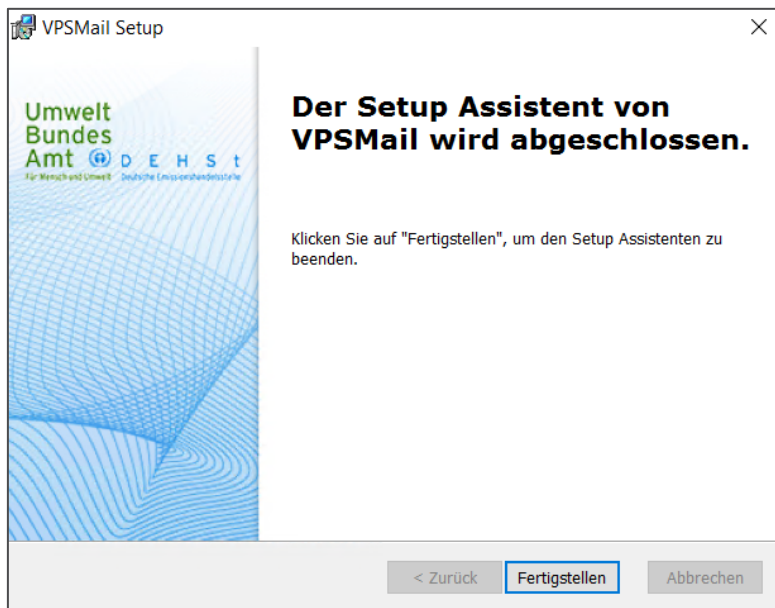 VPSMail Setup
Umwelt
Bundes
Amt DEHSt
Für Mensch und Umwelt Deutsche Emissionshandelsstelle
Der Setup Assistent von
VPSMail wird abgeschlossen.
Klicken Sie auf "Fertigstellen", um den Setup Assistenten zu
beenden.
< Zurück Fertigstellen Abbrechen